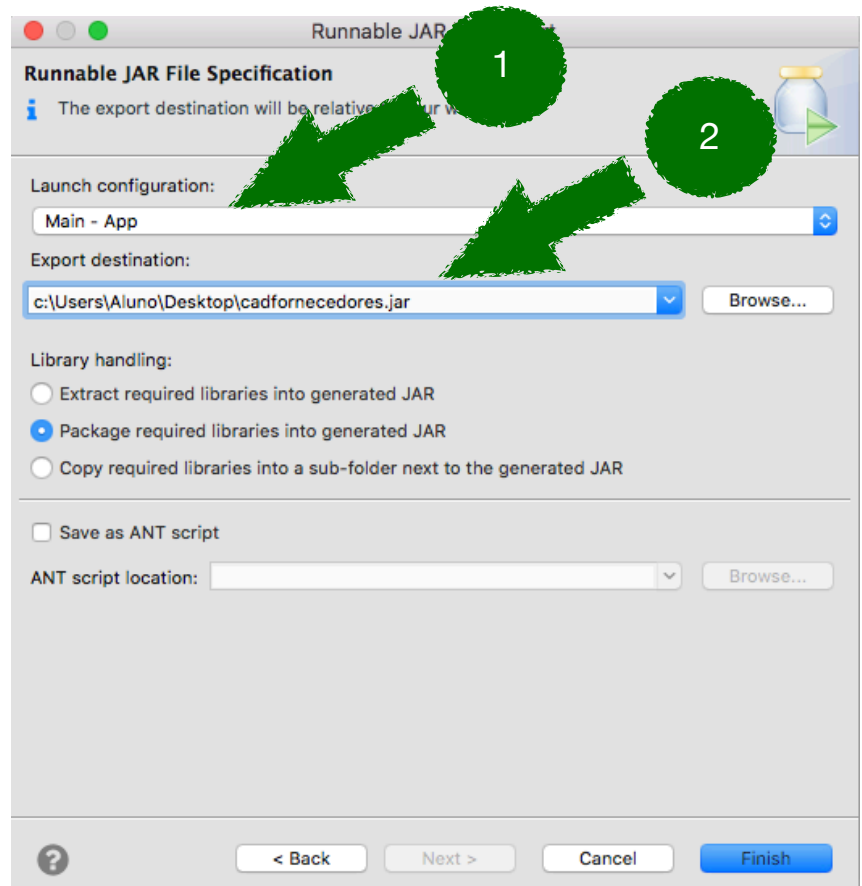 Runnable JAR
1
Runnable JAR File Specification
The export destination will be relative
2
Launch configuration:
Main - App
Export destination:
c:\Users\Aluno\Desktop\cadfornecedores.jar
Browse...
Library handling:
Extract required libraries into generated JAR
Package required libraries into generated JAR
Copy required libraries into a sub-folder next to the generated JAR
Save as ANT script
ANT script location:
Browse...
?
< Back
Next >
Cancel
Finish